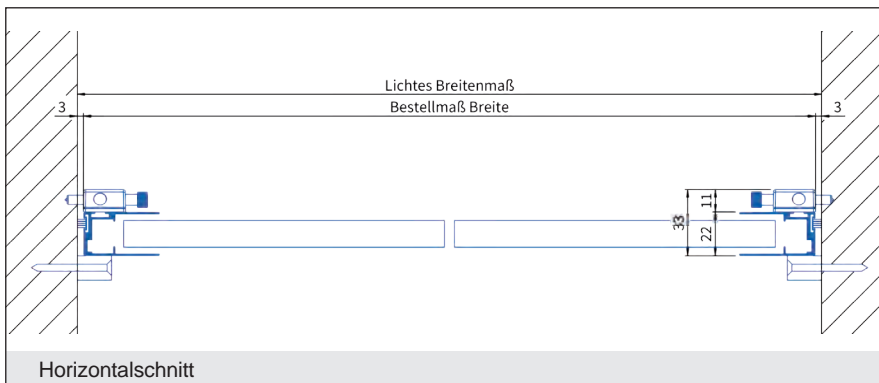 Lichtes Breitenmaß
3 Bestellmaß Breite 3
11
33
22
Horizontalschnitt